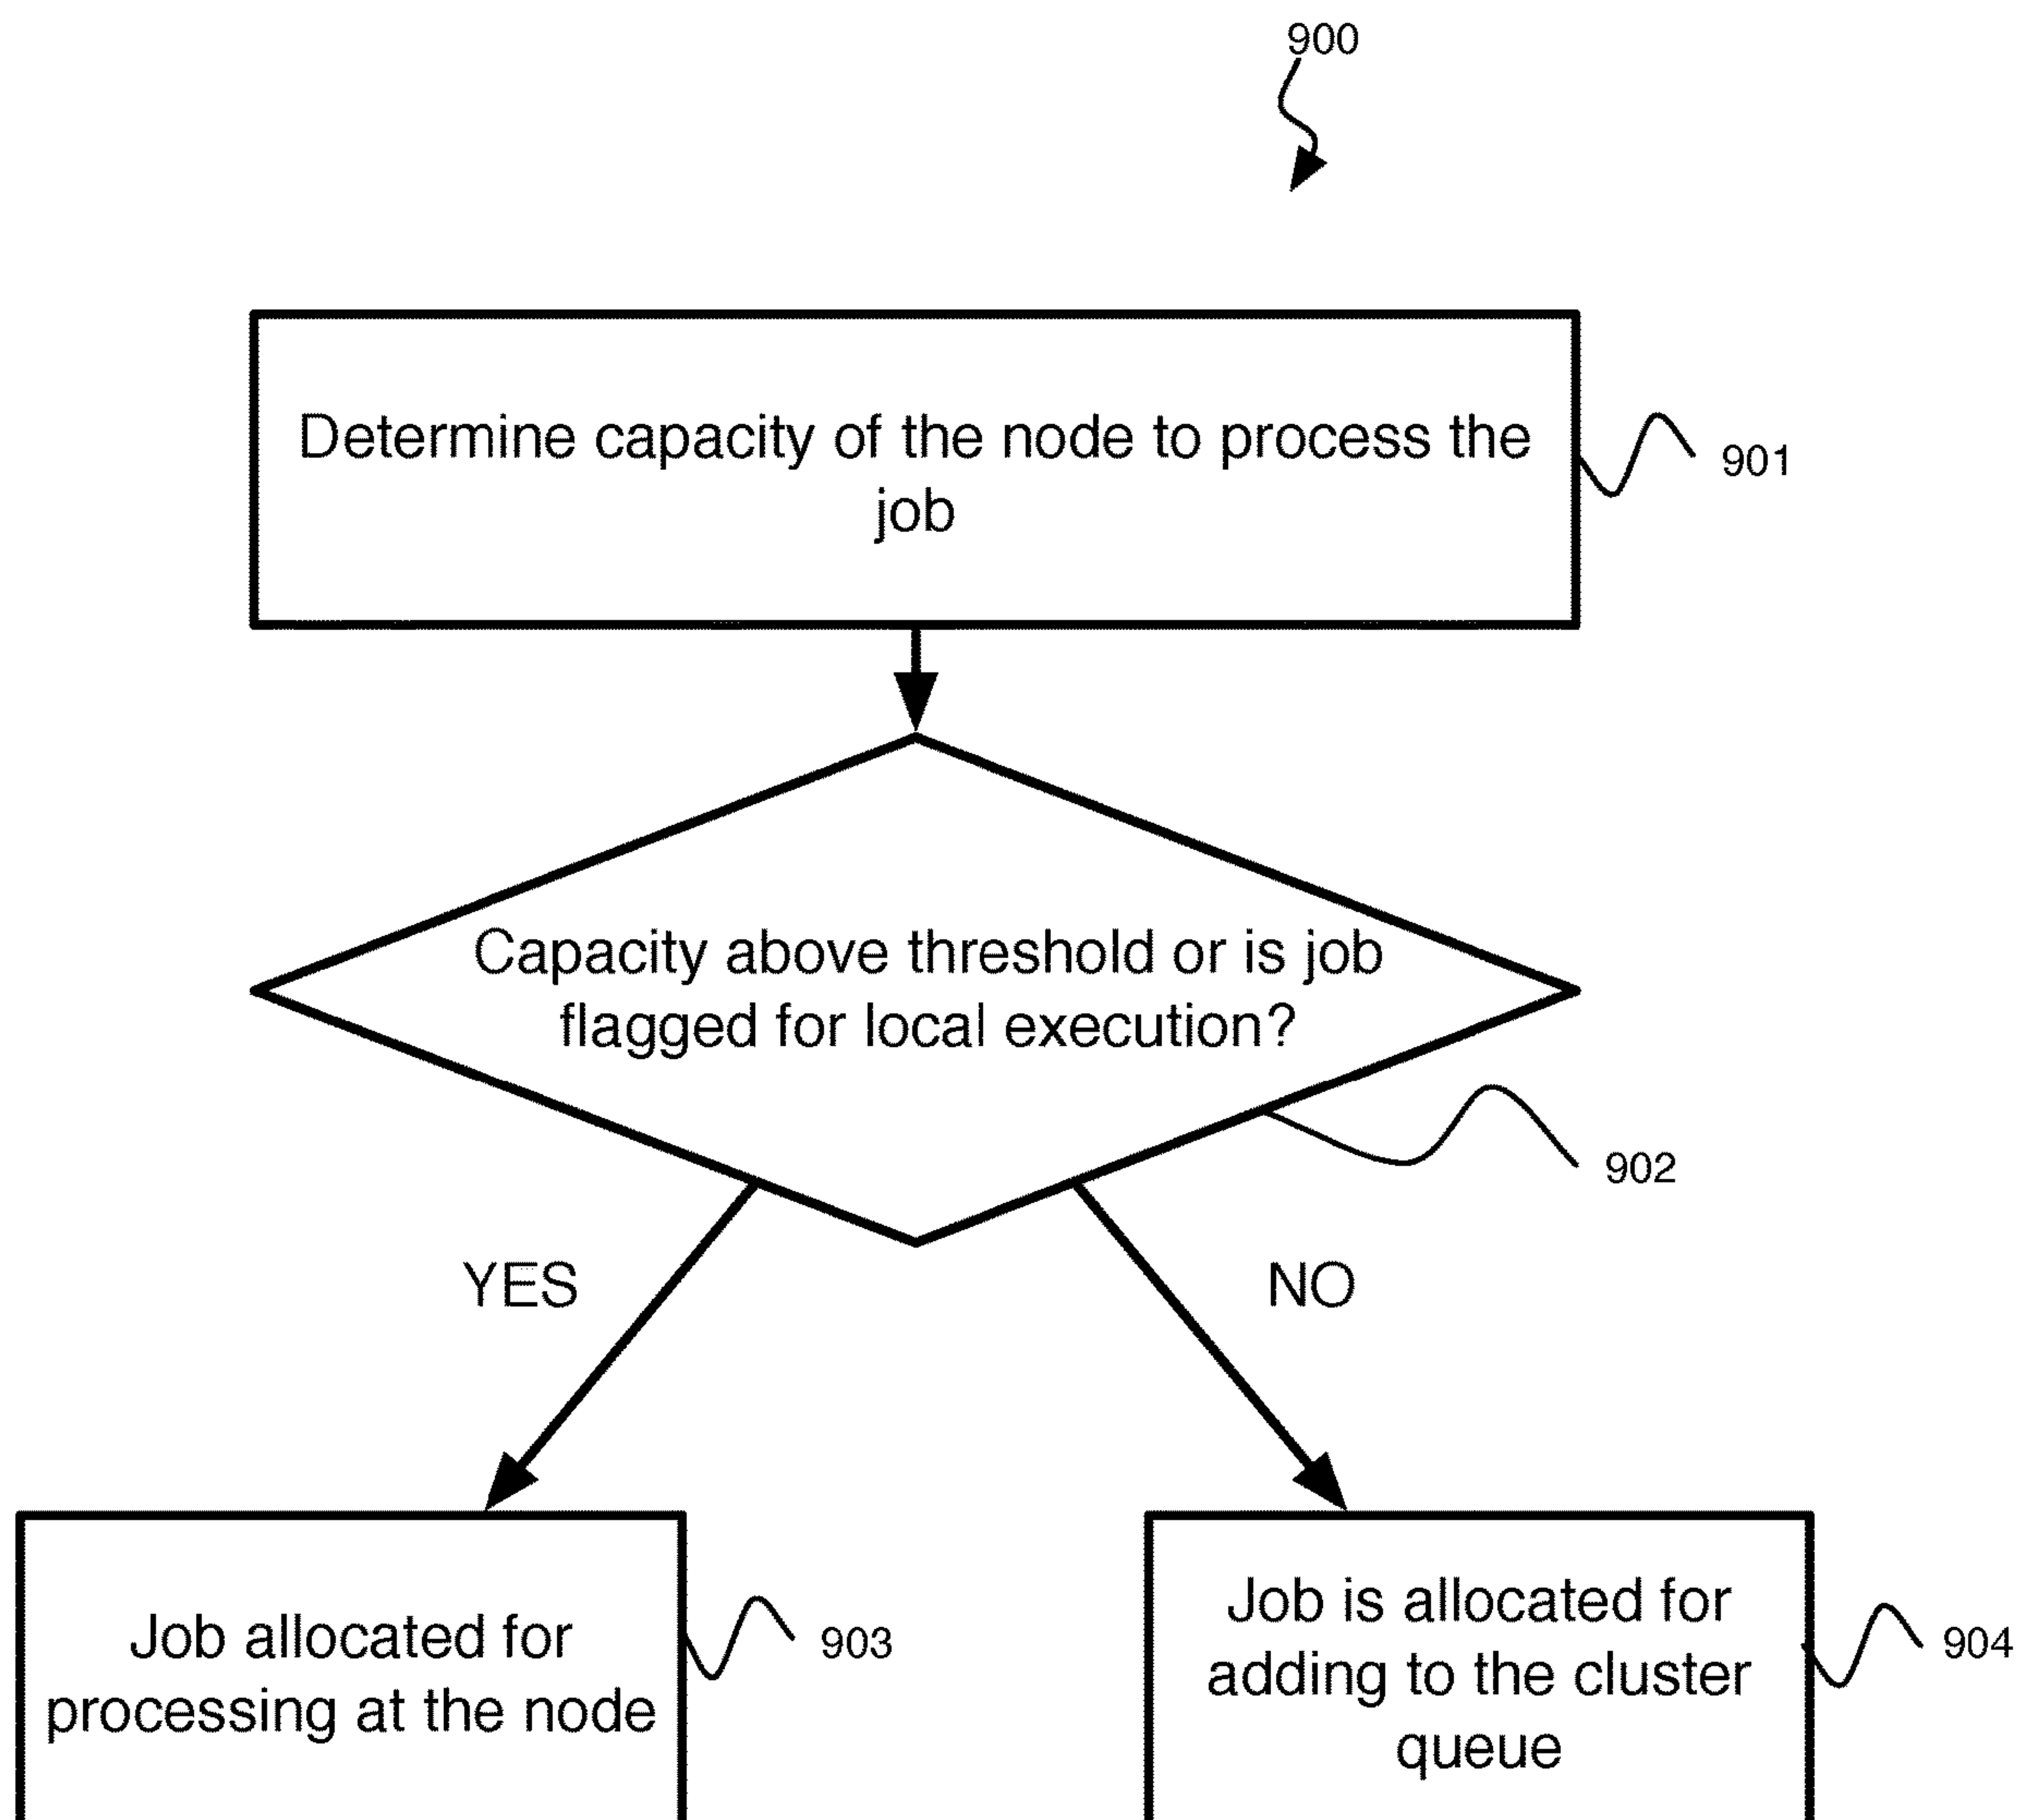 900
Determine capacity of the node to process the
job
901
Capacity above threshold or is job
flagged for local execution?
902
YES
NO
Job allocated for
processing at the node
903
Job is allocated for
adding to the cluster
queue
904